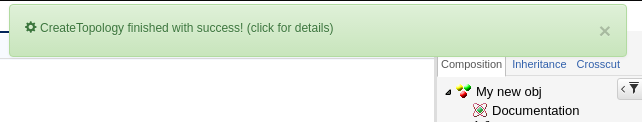 CreateTopology finished with success! (click for details) ×
Composition Inheritance Crosscut
My new obj
Documentation